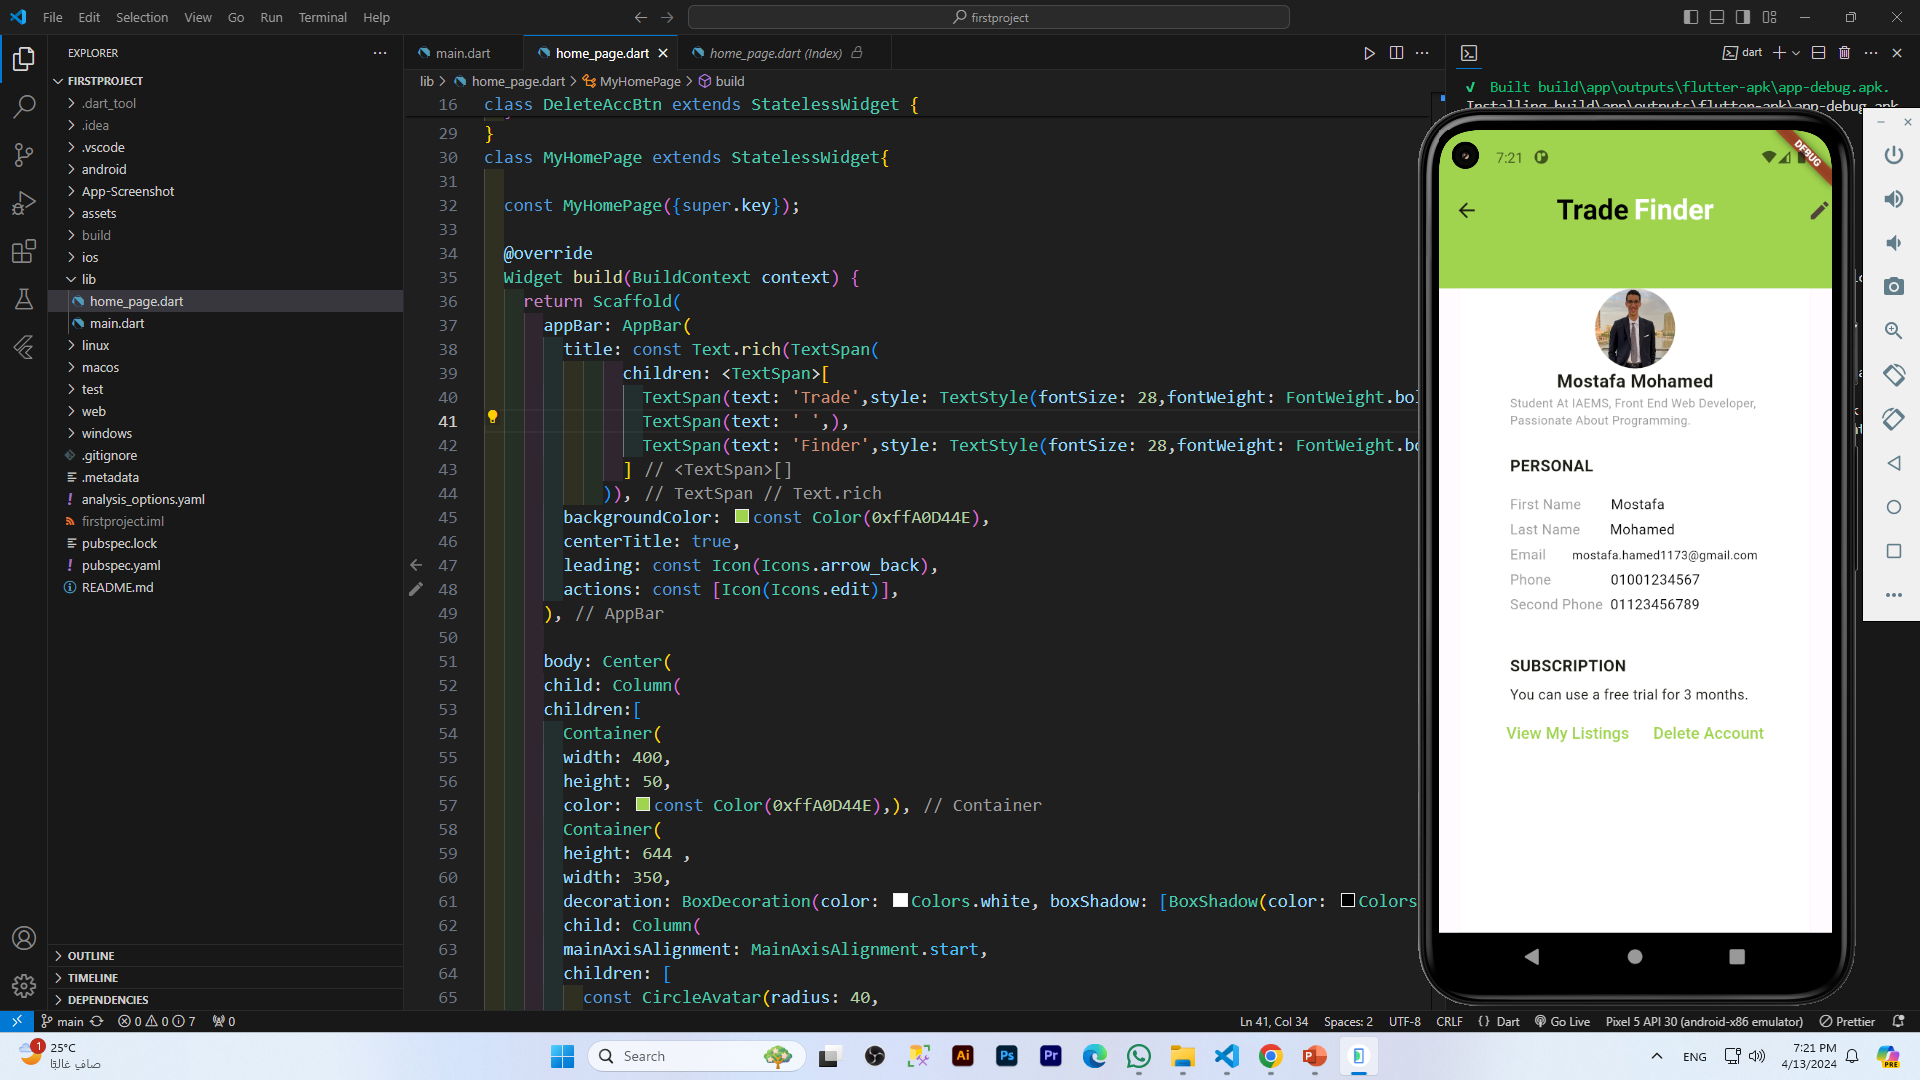 File Edit Selection View Go Run Terminal Help
firstproject
EXPLORER
FIRSTPROJECT
.dart_tool
.idea
.vscode
android
App-Screenshot
assets
build
ios
lib
home_page.dart
main.dart
linux
macos
test
web
windows
.gitignore
.metadata
analysis_options.yaml
firstproject.iml
pubspec.lock
pubspec.yaml
README.md
OUTLINE
TIMELINE
DEPENDENCIES
main.dart home_page.dart home_page.dart (Index)
lib > home_page.dart > MyHomePage > build
16 class DeleteAccBtn extends StatelessWidget {
29 }
30 class MyHomePage extends StatelessWidget{
31
32 const MyHomePage({super.key});
33
34 @override
35 Widget build(BuildContext context) {
36 return Scaffold(
37 appBar: AppBar(
38 title: const Text.rich(TextSpan(
39 children: <TextSpan>[
40 TextSpan(text: 'Trade',style: TextStyle(fontSize: 28,fontWeight: FontWeight.bol
41 TextSpan(text: ' ',),
42 TextSpan(text: 'Finder',style: TextStyle(fontSize: 28,fontWeight: FontWeight.bo
43 ] // <TextSpan>[]
44 )), // TextSpan // Text.rich
45 backgroundColor: const Color(0xffA0D44E),
46 centerTitle: true,
47 leading: const Icon(Icons.arrow_back),
48 actions: const [Icon(Icons.edit)],
49 ), // AppBar
50
51 body: Center(
52 child: Column(
53 children:[
54 Container(
55 width: 400,
56 height: 50,
57 color: const Color(0xffA0D44E),), // Container
58 Container(
59 height: 644 ,
60 width: 350,
61 decoration: BoxDecoration(color: Colors.white, boxShadow: [BoxShadow(color: Colors
62 child: Column(
63 mainAxisAlignment: MainAxisAlignment.start,
64 children: [
65 const CircleAvatar(radius: 40,
dart
✓ Built build\app\outputs\flutter-apk\app-debug.apk.
Installing build\app\outputs\flutter-apk\app-debug.apk
7:21
DEBUG
Trade Finder
Mostafa Mohamed
Student At IAEMS, Front End Web Developer,
Passionate About Programming.
PERSONAL
First Name Mostafa
Last Name Mohamed
Email mostafa.hamed1173@gmail.com
Phone 01001234567
Second Phone 01123456789
SUBSCRIPTION
You can use a free trial for 3 months.
View My Listings Delete Account
main 0 0 7 0
Ln 41, Col 34 Spaces: 2 UTF-8 CRLF {} Dart Go Live Pixel 5 API 30 (android-x86 emulator) Prettier
1
25°C
صافٍ غالبًا
Search
Ai Ps Pr
ENG
7:21 PM
4/13/2024
PRE